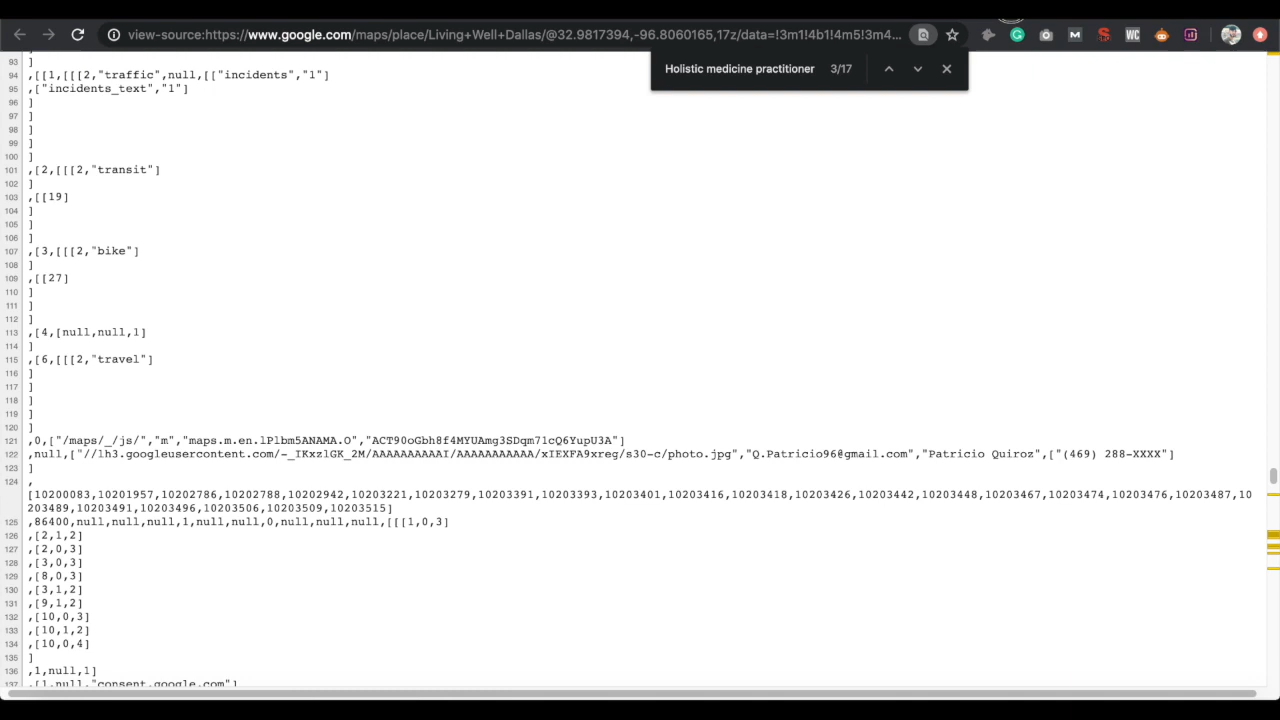 view-source:https://www.google.com/maps/place/Living+Well+Dallas/@32.9817394,-96.8060165,17z/data=!3m1!4b1!4m5!3m4...
Holistic medicine practitioner 3/17
93 ]
94 ,[[1,[[[2,"traffic",null,[["incidents","1"]
95 ,["incidents_text","1"]
96 ]
97 ]
98 ]
99 ]
100 ]
101 ,[2,[[[2,"transit"]
102 ]
103 ,[[19]
104 ]
105 ]
106 ]
107 ,[3,[[[2,"bike"]
108 ]
109 ,[[27]
110 ]
111 ]
112 ]
113 ,[4,[null,null,1]
114 ]
115 ,[6,[[[2,"travel"]
116 ]
117 ]
118 ]
119 ]
120 ]
121 ,0,["/maps/_/js/","m","maps.m.en.lPlbm5ANAMA.O","ACT90oGbh8f4MYUAmg3SDqm71cQ6YupU3A"]
122 ,null,["//lh3.googleusercontent.com/-_IKxzlGK_2M/AAAAAAAAAAI/AAAAAAAAAAA/xIEXFA9xreg/s30-c/photo.jpg","Q.Patricio96@gmail.com","Patricio Quiroz",["(469) 288-XXXX"]
123 ]
124 ,
[10200083,10201957,10202786,10202788,10202942,10203221,10203279,10203391,10203393,10203401,10203416,10203418,10203426,10203442,10203448,10203467,10203474,10203476,10203487,10
203489,10203491,10203496,10203506,10203509,10203515]
125 ,86400,null,null,null,1,null,null,0,null,null,null,[[[1,0,3]
126 ,[2,1,2]
127 ,[2,0,3]
128 ,[3,0,3]
129 ,[8,0,3]
130 ,[3,1,2]
131 ,[9,1,2]
132 ,[10,0,3]
133 ,[10,1,2]
134 ,[10,0,4]
135 ]
136 ,1,null,1]
137 ,[1,null,"consent.google.com"]